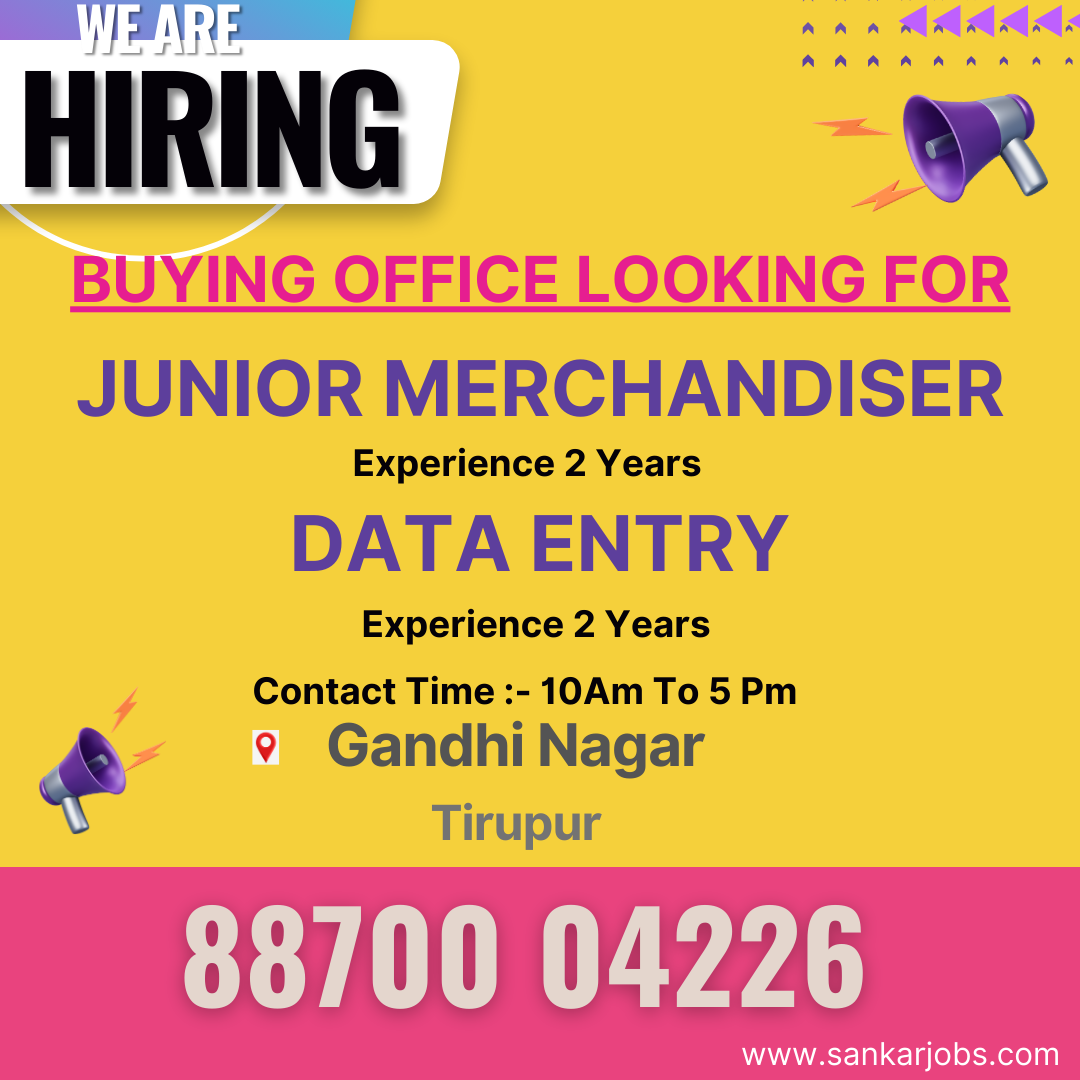 WE ARE
HIRING
BUYING OFFICE LOOKING FOR
JUNIOR MERCHANDISER
Experience 2 Years
DATA ENTRY
Experience 2 Years
Contact Time :- 10Am To 5 Pm
Gandhi Nagar
Tirupur
88700 04226
www.sankarjobs.com